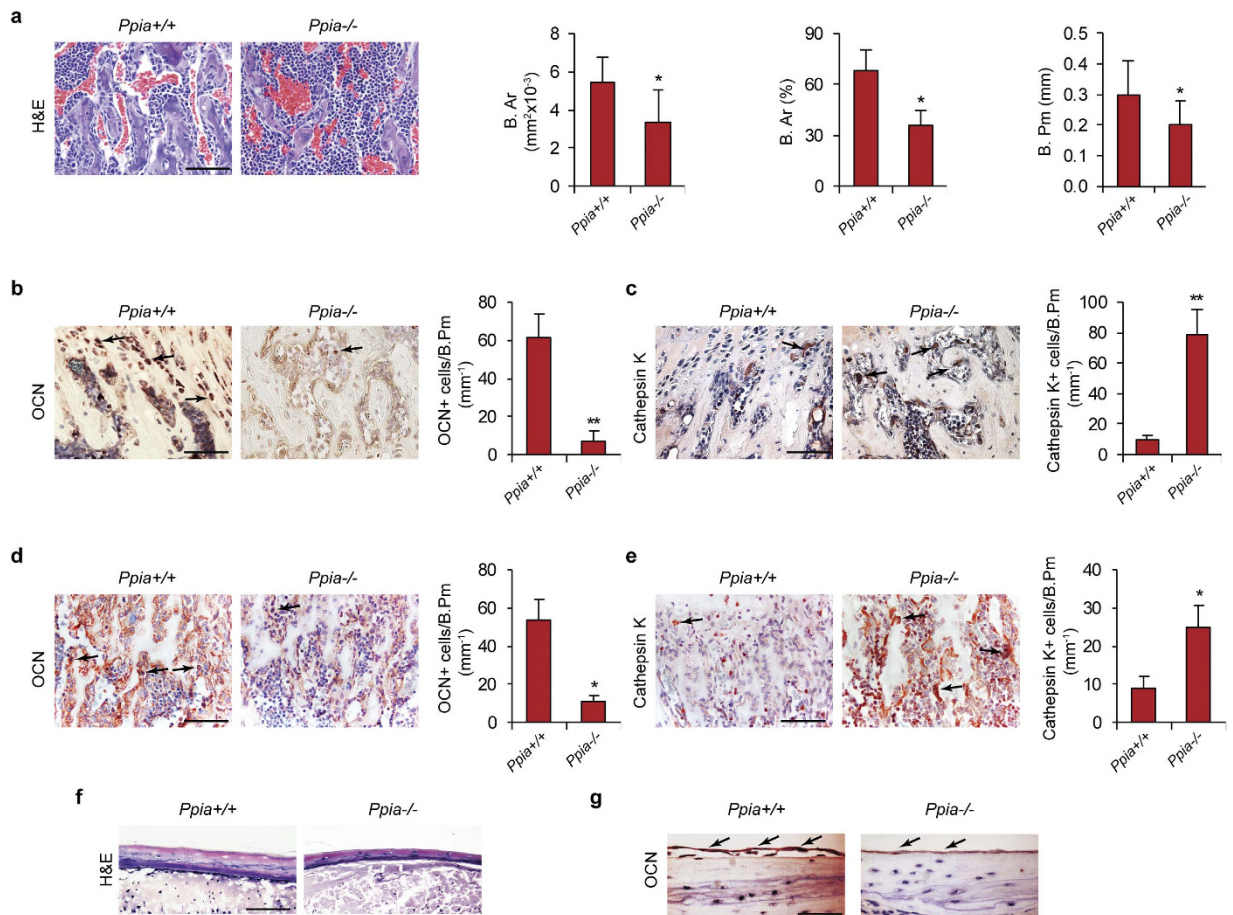 a
Ppia+/+
Ppia-/-
H&E
B. Ar
(mm²x10⁻³)
8
6
4
2
0
*
Ppia+/+
Ppia-/-
B. Ar (%)
90
60
30
0
*
Ppia+/+
Ppia-/-
B. Pm (mm)
0.5
0.4
0.3
0.2
0.1
0.0
*
Ppia+/+
Ppia-/-
b
Ppia+/+
Ppia-/-
OCN
OCN+ cells/B.Pm
(mm⁻¹)
80
60
40
20
0
**
Ppia+/+
Ppia-/-
c
Ppia+/+
Ppia-/-
Cathepsin K
Cathepsin K+ cells/B.Pm
(mm⁻¹)
100
80
60
40
20
0
**
Ppia+/+
Ppia-/-
d
Ppia+/+
Ppia-/-
OCN
OCN+ cells/B.Pm
(mm⁻¹)
80
60
40
20
0
*
Ppia+/+
Ppia-/-
e
Ppia+/+
Ppia-/-
Cathepsin K
Cathepsin K+ cells/B.Pm
(mm⁻¹)
40
30
20
10
0
*
Ppia+/+
Ppia-/-
f
Ppia+/+
Ppia-/-
H&E
g
Ppia+/+
Ppia-/-
OCN